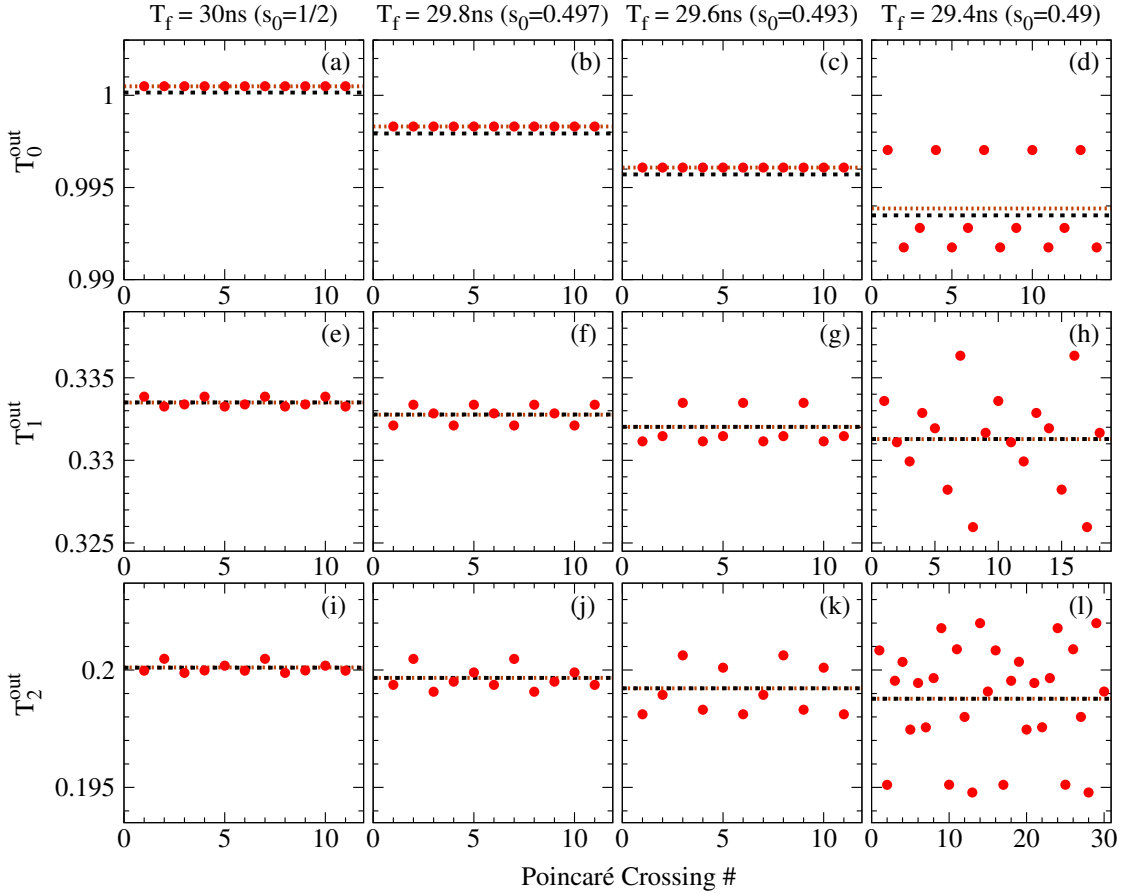 T_f = 30ns (s_0=1/2) T_f = 29.8ns (s_0=0.497) T_f = 29.6ns (s_0=0.493) T_f = 29.4ns (s_0=0.49)
(a) (b) (c) (d)
1
T_0^out
0.995
0.99
0 5 10 0 5 10 0 5 10 0 5 10
(e) (f) (g) (h)
0.335
T_1^out
0.33
0.325
0 5 10 0 5 10 0 5 10 0 5 10 15
(i) (j) (k) (l)
0.2
T_2^out
0.195
0 5 10 0 5 10 0 5 10 0 10 20 30
Poincaré Crossing #